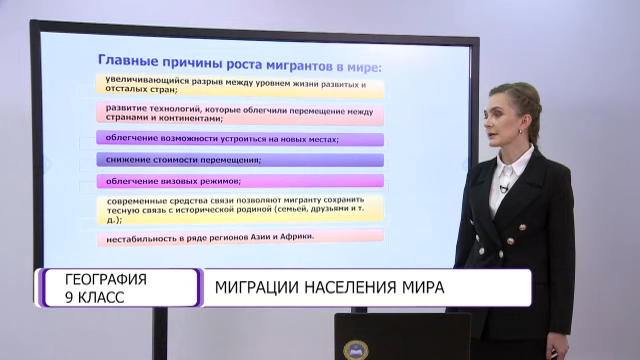 Главные причины роста мигрантов в мире:
увеличивающийся разрыв между уровнем жизни развитых и
отсталых стран;
развитие технологий, которые облегчили перемещение между
странами и континентами;
облегчение возможности устроиться на новых местах;
снижение стоимости перемещения;
облегчение визовых режимов;
современные средства связи позволяют мигранту сохранить
тесную связь с исторической родиной (семьей, друзьями и т.
д.);
нестабильность в ряде регионов Азии и Африки.
ГЕОГРАФИЯ
9 КЛАСС
МИГРАЦИИ НАСЕЛЕНИЯ МИРА